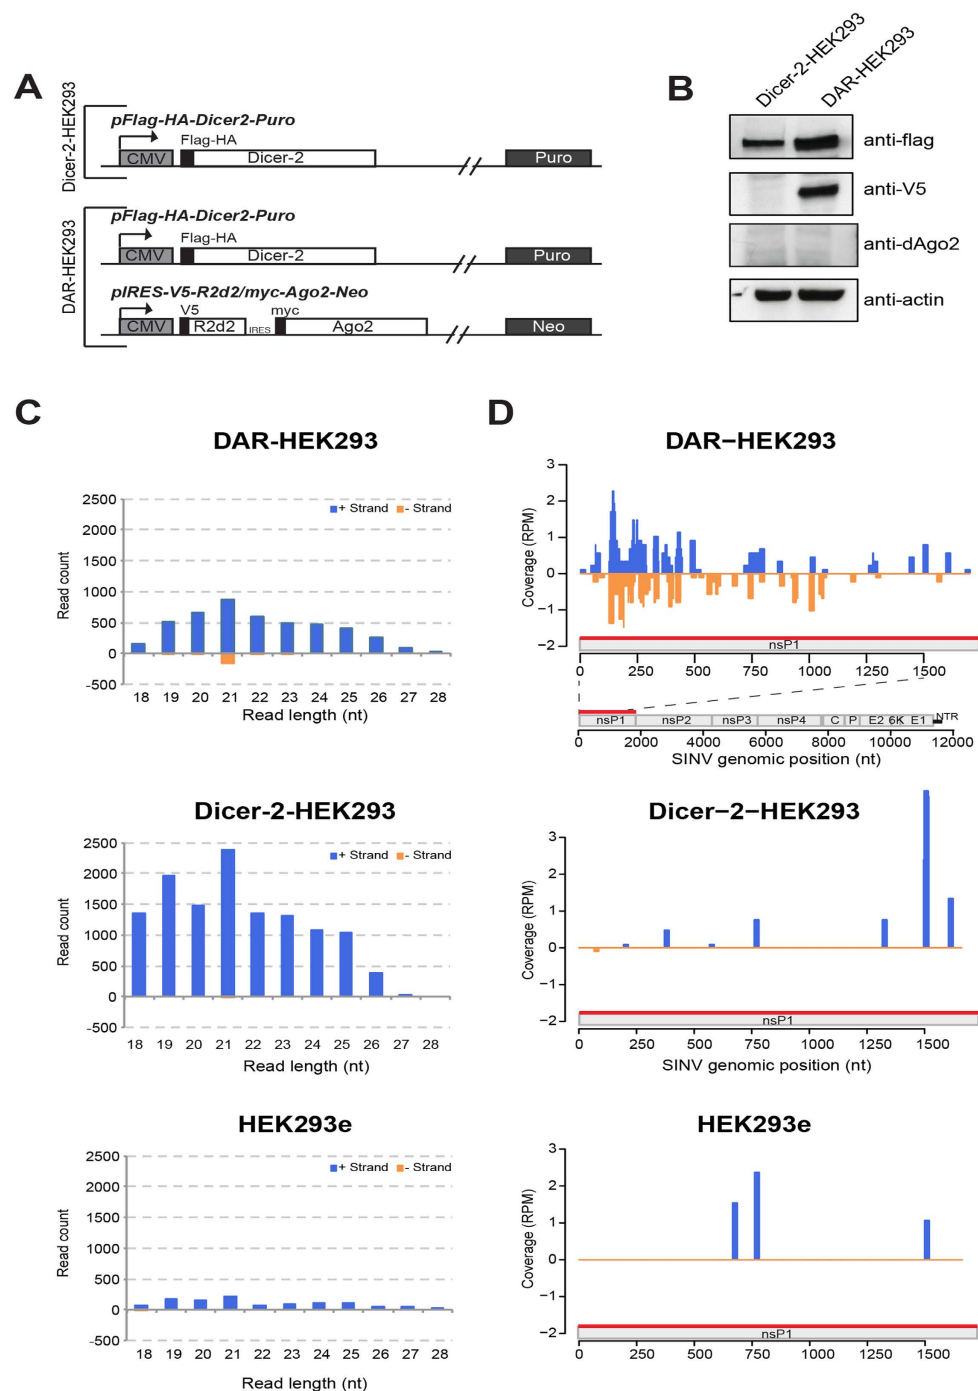 A
Dicer-2-HEK293
pFlag-HA-Dicer2-Puro
Flag-HA
CMV
Dicer-2
Puro
DAR-HEK293
pFlag-HA-Dicer2-Puro
Flag-HA
CMV
Dicer-2
Puro
pIRES-V5-R2d2/myc-Ago2-Neo
V5
myc
CMV
R2d2
IRES
Ago2
Neo
B
Dicer-2-HEK293
DAR-HEK293
anti-flag
anti-V5
anti-dAgo2
anti-actin
C
DAR-HEK293
+ Strand - Strand
Read count
2500
2000
1500
1000
500
0
-500
18 19 20 21 22 23 24 25 26 27 28
Read length (nt)
Dicer-2-HEK293
+ Strand - Strand
Read count
2500
2000
1500
1000
500
0
-500
18 19 20 21 22 23 24 25 26 27 28
Read length (nt)
HEK293e
+ Strand - Strand
Read count
2500
2000
1500
1000
500
0
-500
18 19 20 21 22 23 24 25 26 27 28
Read length (nt)
D
DAR−HEK293
Coverage (RPM)
3
2
1
0
−1
−2
nsP1
0 250 500 750 1000 1500
nsP1 nsP2 nsP3 nsP4 C P E2 6K E1 NTR
0 2000 4000 6000 8000 10000 12000
SINV genomic position (nt)
Dicer−2−HEK293
Coverage (RPM)
3
2
1
0
−1
−2
nsP1
0 250 500 750 1000 1500
SINV genomic position (nt)
HEK293e
Coverage (RPM)
3
2
1
0
−1
−2
nsP1
0 250 500 750 1000 1500